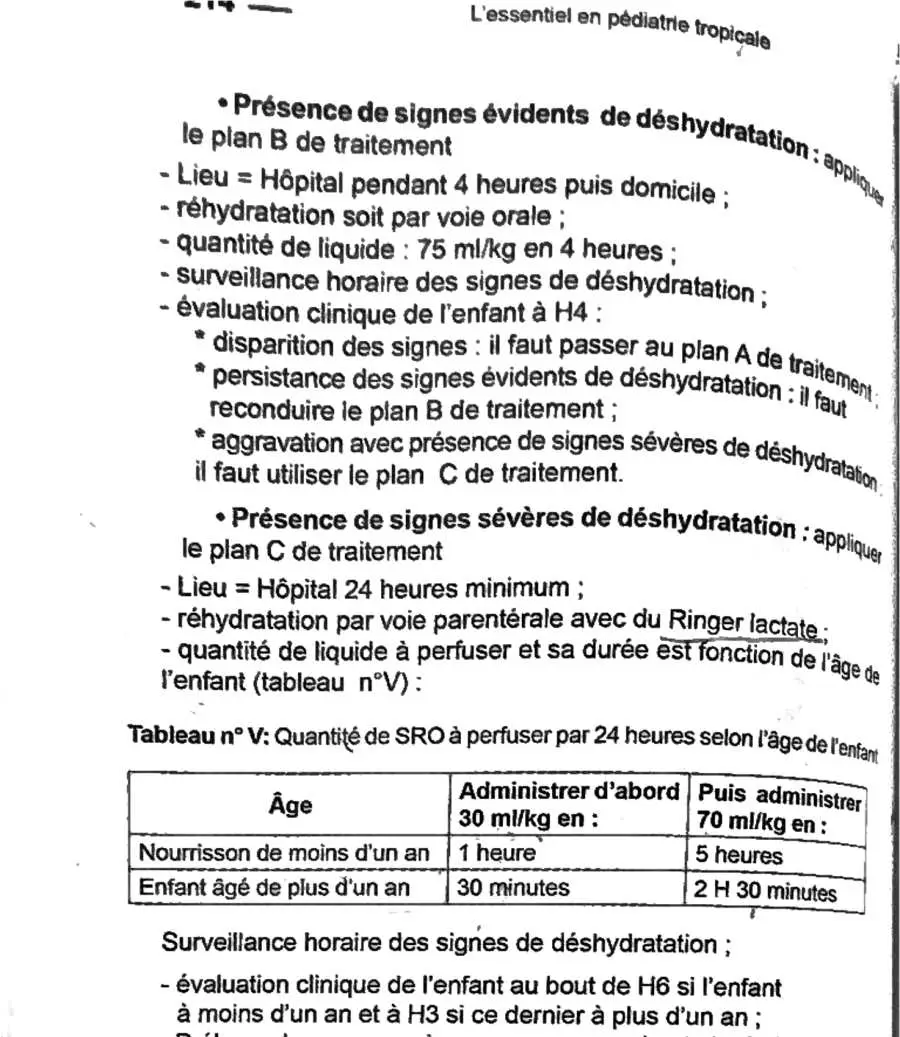 L'essentiel en pédiatrie tropicale
• Présence de signes évidents de déshydratation : appliquer
le plan B de traitement
- Lieu = Hôpital pendant 4 heures puis domicile ;
- réhydratation soit par voie orale ;
- quantité de liquide : 75 ml/kg en 4 heures ;
- surveillance horaire des signes de déshydratation ;
- évaluation clinique de l'enfant à H4 :
* disparition des signes : il faut passer au plan A de traitement ;
* persistance des signes évidents de déshydratation : il faut
reconduire le plan B de traitement ;
* aggravation avec présence de signes sévères de déshydratation
il faut utiliser le plan C de traitement.
• Présence de signes sévères de déshydratation : appliquer
le plan C de traitement
- Lieu = Hôpital 24 heures minimum ;
- réhydratation par voie parentérale avec du Ringer lactate ;
- quantité de liquide à perfuser et sa durée est fonction de l'âge de
l'enfant (tableau n°V) :
Tableau n° V: Quantité de SRO à perfuser par 24 heures selon l'âge de l'enfant
Âge
Administrer d'abord
30 ml/kg en :
Puis administrer
70 ml/kg en :
Nourrisson de moins d'un an
1 heure
5 heures
Enfant âgé de plus d'un an
30 minutes
2 H 30 minutes
Surveillance horaire des signes de déshydratation ;
- évaluation clinique de l'enfant au bout de H6 si l'enfant
à moins d'un an et à H3 si ce dernier à plus d'un an ;